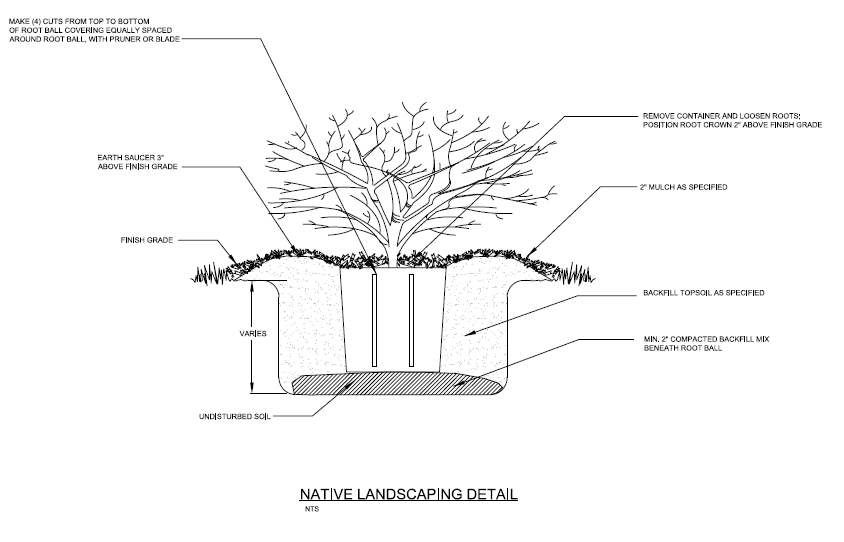 MAKE (4) CUTS FROM TOP TO BOTTOM
OF ROOT BALL COVERING EQUALLY SPACED
AROUND ROOT BALL, WITH PRUNER OR BLADE
REMOVE CONTAINER AND LOOSEN ROOTS;
POSITION ROOT CROWN 2" ABOVE FINISH GRADE
EARTH SAUCER 3"
ABOVE FINISH GRADE
2" MULCH AS SPECIFIED
FINISH GRADE
BACKFILL TOPSOIL AS SPECIFIED
VARIES
MIN. 2" COMPACTED BACKFILL MIX
BENEATH ROOT BALL
UNDISTURBED SOIL
NATIVE LANDSCAPING DETAIL
NTS